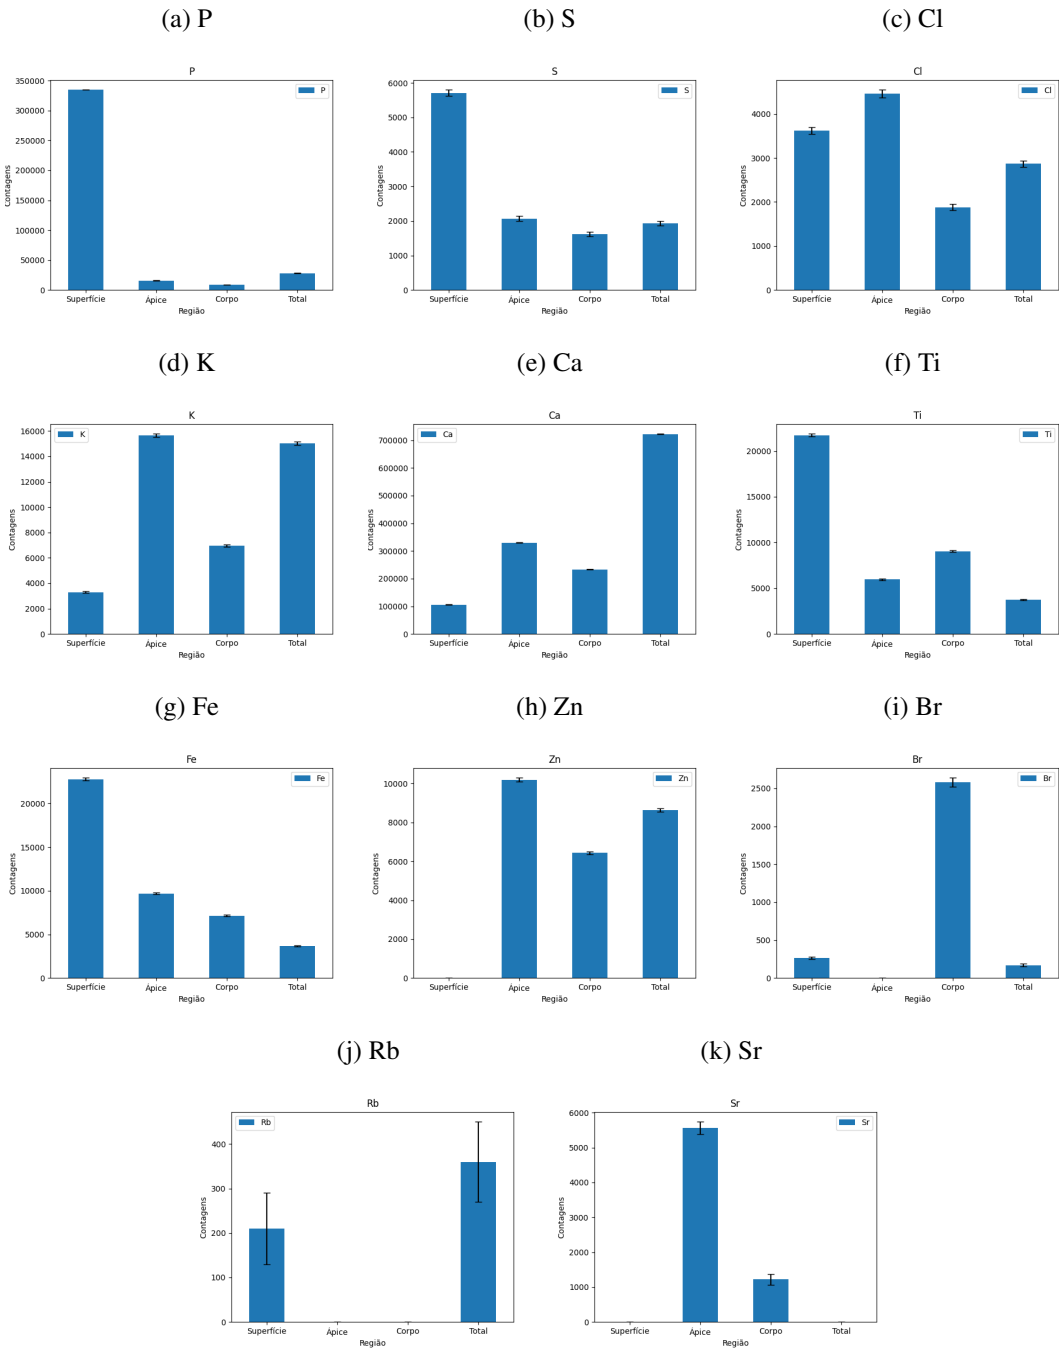 (a) P
(b) S
(c) Cl
P
350000
300000
250000
200000
150000
100000
50000
0
Contagens
P
Superfície Ápice Corpo Total
Região
S
6000
5000
4000
3000
2000
1000
0
Contagens
S
Superfície Ápice Corpo Total
Região
Cl
4000
3000
2000
1000
0
Contagens
Cl
Superfície Ápice Corpo Total
Região
(d) K
(e) Ca
(f) Ti
K
16000
14000
12000
10000
8000
6000
4000
2000
0
Contagens
K
Superfície Ápice Corpo Total
Região
Ca
700000
600000
500000
400000
300000
200000
100000
0
Contagens
Ca
Superfície Ápice Corpo Total
Região
Ti
20000
15000
10000
5000
0
Contagens
Ti
Superfície Ápice Corpo Total
Região
(g) Fe
(h) Zn
(i) Br
Fe
20000
15000
10000
5000
0
Contagens
Fe
Superfície Ápice Corpo Total
Região
Zn
10000
8000
6000
4000
2000
0
Contagens
Zn
Superfície Ápice Corpo Total
Região
Br
2500
2000
1500
1000
500
0
Contagens
Br
Superfície Ápice Corpo Total
Região
(j) Rb
(k) Sr
Rb
400
300
200
100
0
Contagens
Rb
Superfície Ápice Corpo Total
Região
Sr
6000
5000
4000
3000
2000
1000
0
Contagens
Sr
Superfície Ápice Corpo Total
Região